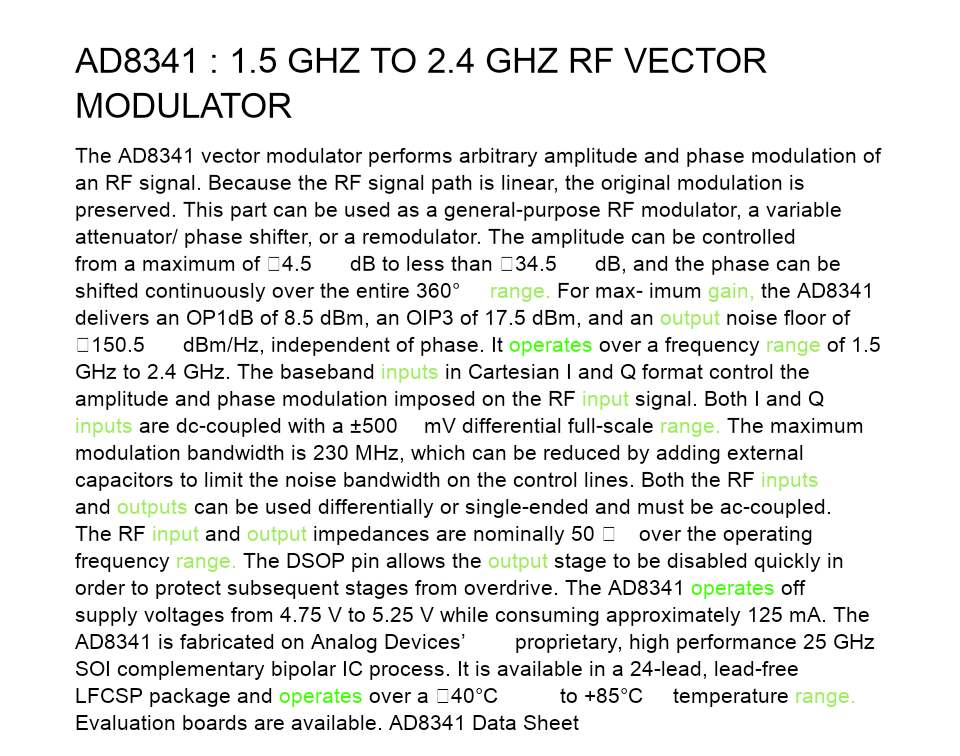 AD8341 : 1.5 GHZ TO 2.4 GHZ RF VECTOR
MODULATOR
The AD8341 vector modulator performs arbitrary amplitude and phase modulation of
an RF signal. Because the RF signal path is linear, the original modulation is
preserved. This part can be used as a general-purpose RF modulator, a variable
attenuator/ phase shifter, or a remodulator. The amplitude can be controlled
from a maximum of □4.5 dB to less than □34.5 dB, and the phase can be
shifted continuously over the entire 360° range. For max- imum gain, the AD8341
delivers an OP1dB of 8.5 dBm, an OIP3 of 17.5 dBm, and an output noise floor of
□150.5 dBm/Hz, independent of phase. It operates over a frequency range of 1.5
GHz to 2.4 GHz. The baseband inputs in Cartesian I and Q format control the
amplitude and phase modulation imposed on the RF input signal. Both I and Q
inputs are dc-coupled with a ±500 mV differential full-scale range. The maximum
modulation bandwidth is 230 MHz, which can be reduced by adding external
capacitors to limit the noise bandwidth on the control lines. Both the RF inputs
and outputs can be used differentially or single-ended and must be ac-coupled.
The RF input and output impedances are nominally 50 □ over the operating
frequency range. The DSOP pin allows the output stage to be disabled quickly in
order to protect subsequent stages from overdrive. The AD8341 operates off
supply voltages from 4.75 V to 5.25 V while consuming approximately 125 mA. The
AD8341 is fabricated on Analog Devices’ proprietary, high performance 25 GHz
SOI complementary bipolar IC process. It is available in a 24-lead, lead-free
LFCSP package and operates over a □40°C to +85°C temperature range.
Evaluation boards are available. AD8341 Data Sheet